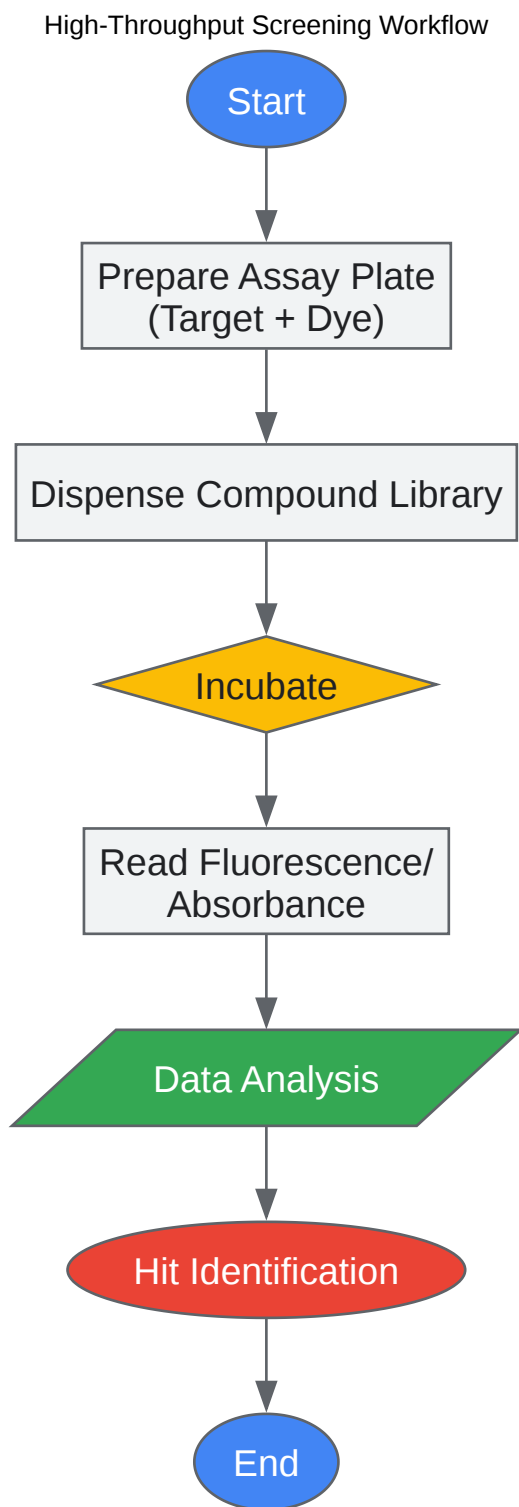 High-Throughput Screening Workflow
Start
Prepare Assay Plate
(Target + Dye)
Dispense Compound Library
Incubate
Read Fluorescence/
Absorbance
Data Analysis
Hit Identification
End